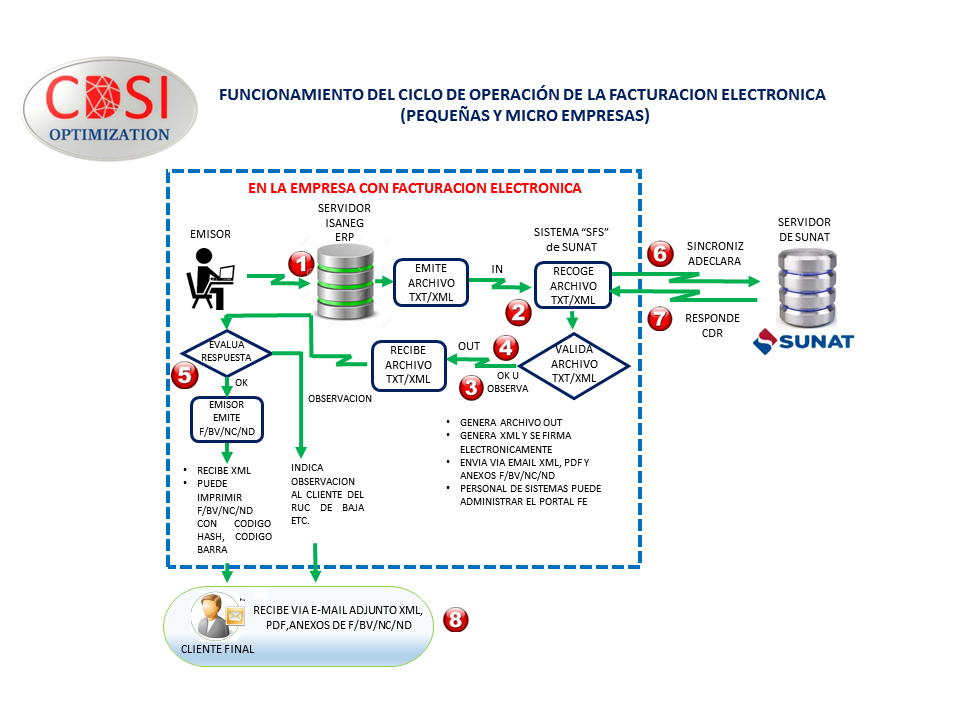 CDSI
OPTIMIZATION
FUNCIONAMIENTO DEL CICLO DE OPERACIÓN DE LA FACTURACION ELECTRONICA
(PEQUEÑAS Y MICRO EMPRESAS)
EN LA EMPRESA CON FACTURACION ELECTRONICA
EMISOR
1
SERVIDOR
ISANEG
ERP
EMITE
ARCHIVO
TXT/XML
IN
2
SISTEMA “SFS”
de SUNAT
RECOGE
ARCHIVO
TXT/XML
6
SINCRONIZ
ADECLARA
SERVIDOR
DE SUNAT
7
RESPONDE
CDR
SUNAT
VALIDA
ARCHIVO
TXT/XML
4
OUT
3
OK U
OBSERVA
RECIBE
ARCHIVO
TXT/XML
OBSERVACION
EVALUA
RESPUESTA
5
OK
EMISOR
EMITE
F/BV/NC/ND
• GENERA ARCHIVO OUT
• GENERA XML Y SE FIRMA
ELECTRONICAMENTE
• ENVIA VIA EMAIL XML, PDF Y
ANEXOS F/BV/NC/ND
• PERSONAL DE SISTEMAS PUEDE
ADMINISTRAR EL PORTAL FE
• RECIBE XML
• PUEDE
IMPRIMIR
F/BV/NC/ND
CON CODIGO
HASH, CODIGO
BARRA
INDICA
OBSERVACION
AL CLIENTE DEL
RUC DE BAJA
ETC.
RECIBE VIA E-MAIL ADJUNTO XML,
PDF,ANEXOS DE F/BV/NC/ND
8
CLIENTE FINAL